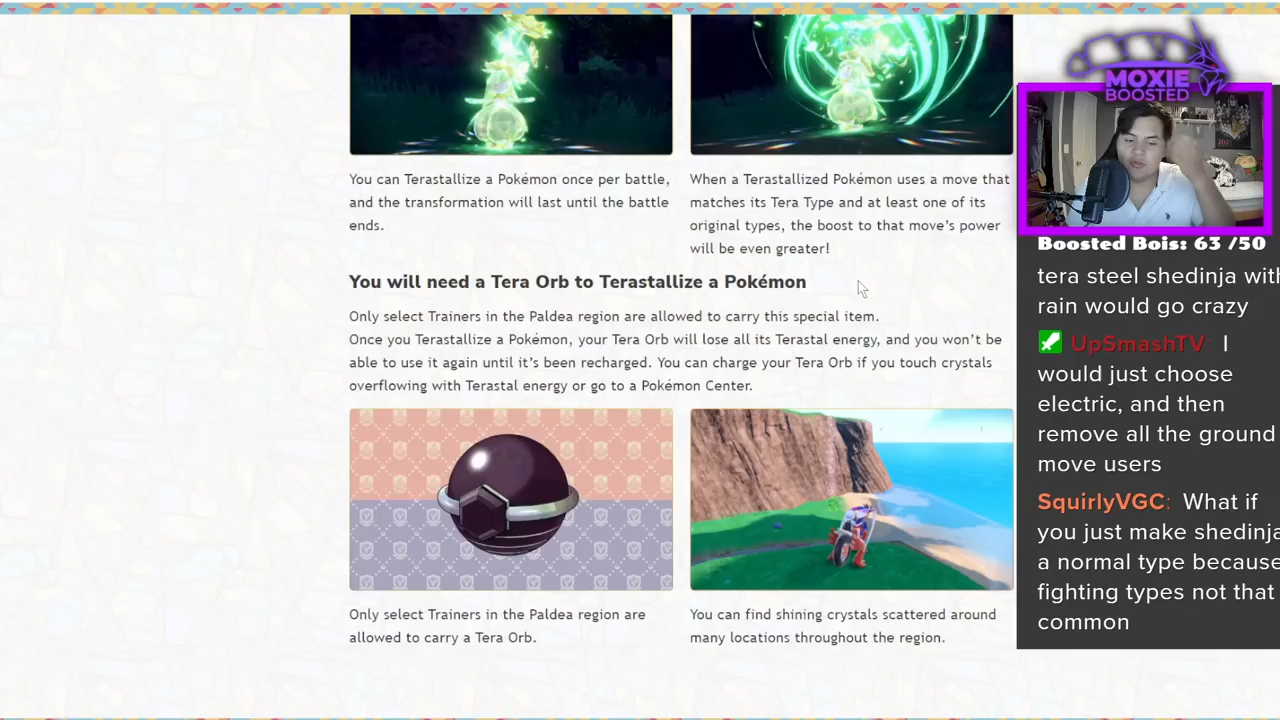 You can Terastallize a Pokémon once per battle,
and the transformation will last until the battle
ends.
When a Terastallized Pokémon uses a move that
matches its Tera Type and at least one of its
original types, the boost to that move's power
will be even greater!
You will need a Tera Orb to Terastallize a Pokémon
Only select Trainers in the Paldea region are allowed to carry this special item.
Once you Terastallize a Pokémon, your Tera Orb will lose all its Terastal energy, and you won't be
able to use it again until it's been recharged. You can charge your Tera Orb if you touch crystals
overflowing with Terastal energy or go to a Pokémon Center.
Only select Trainers in the Paldea region are
allowed to carry a Tera Orb.
You can find shining crystals scattered around
many locations throughout the region.
MOXIE
BOOSTED
Boosted Bois: 63 /50
tera steel shedinja with
rain would go crazy
UpSmashTV: I
would just choose
electric, and then
remove all the ground
move users
SquirlyVGC: What if
you just make shedinja
a normal type because
fighting types not that
common